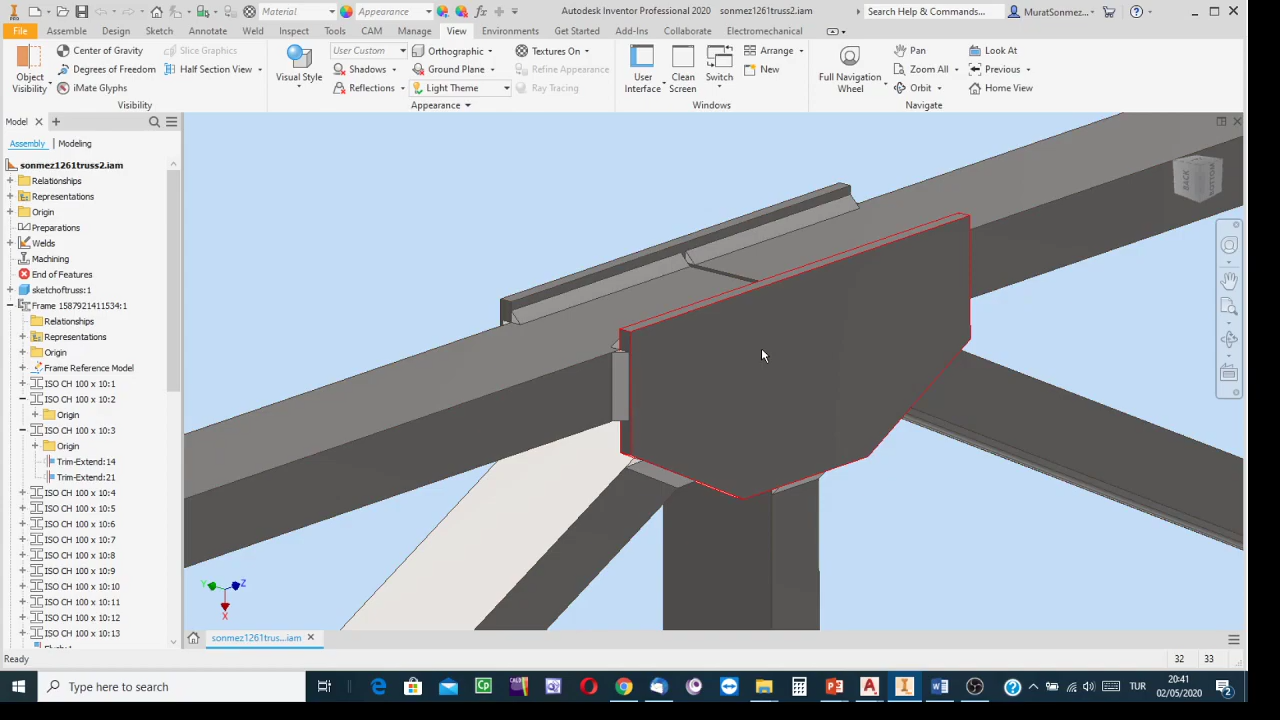 Material
Appearance
Autodesk Inventor Professional 2020 sonmez1261truss2.iam
Search Help & Commands...
MuratSonmez...
PRO
File
Assembly
Design
Sketch
Annotate
Weld
Inspect
Tools
CAM
Manage
View
Environments
Get Started
Add-Ins
Collaborate
Electromechanical
Object
Visibility
Center of Gravity
Degrees of Freedom
iMate Glyphs
Slice Graphics
Half Section View
Visibility
Visual Style
User Custom
Shadows
Reflections
Orthographic
Ground Plane
Light Theme
Textures On
Refine Appearance
Ray Tracing
Appearance
User
Interface
Clean
Screen
Switch
Arrange
New
Windows
Full Navigation
Wheel
Pan
Zoom All
Orbit
Look At
Previous
Home View
Navigate
Model
Assembly
Modeling
sonmez1261truss2.iam
Relationships
Representations
Origin
Preparations
Welds
Machining
End of Features
sketchoftruss:1
Frame 1587921411534:1
Relationships
Representations
Origin
Frame Reference Model
ISO CH 100 x 10:1
ISO CH 100 x 10:2
Origin
ISO CH 100 x 10:3
Origin
Trim-Extend:14
Trim-Extend:21
ISO CH 100 x 10:4
ISO CH 100 x 10:5
ISO CH 100 x 10:6
ISO CH 100 x 10:7
ISO CH 100 x 10:8
ISO CH 100 x 10:9
ISO CH 100 x 10:10
ISO CH 100 x 10:11
ISO CH 100 x 10:12
ISO CH 100 x 10:13
BACK
BOTTOM
Y
Z
X
sonmez1261trus...iam
Ready
32
33
Type here to search
TUR
20:41
02/05/2020
2